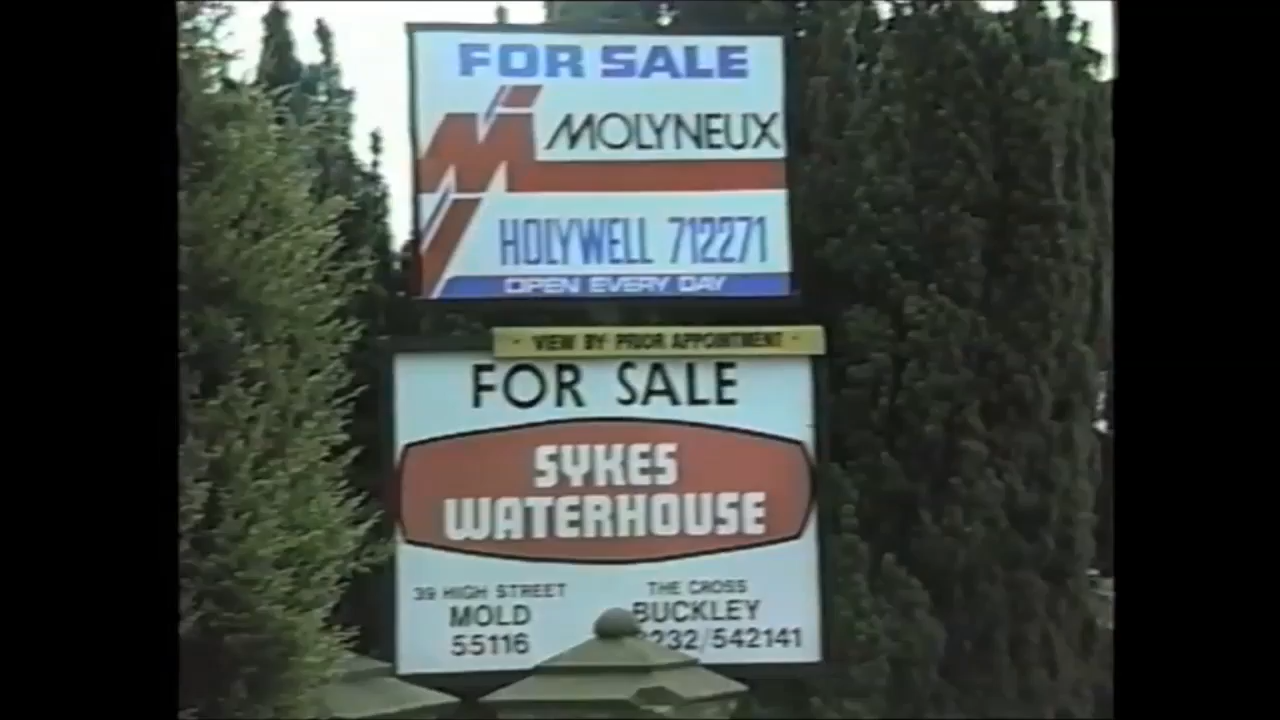 FOR SALE
MOLYNEUX
HOLYWELL 712271
OPEN EVERY DAY
· VIEW BY PRIOR APPOINTMENT ·
FOR SALE
SYKES
WATERHOUSE
39 HIGH STREET
MOLD
55116
THE CROSS
BUCKLEY
232/542141